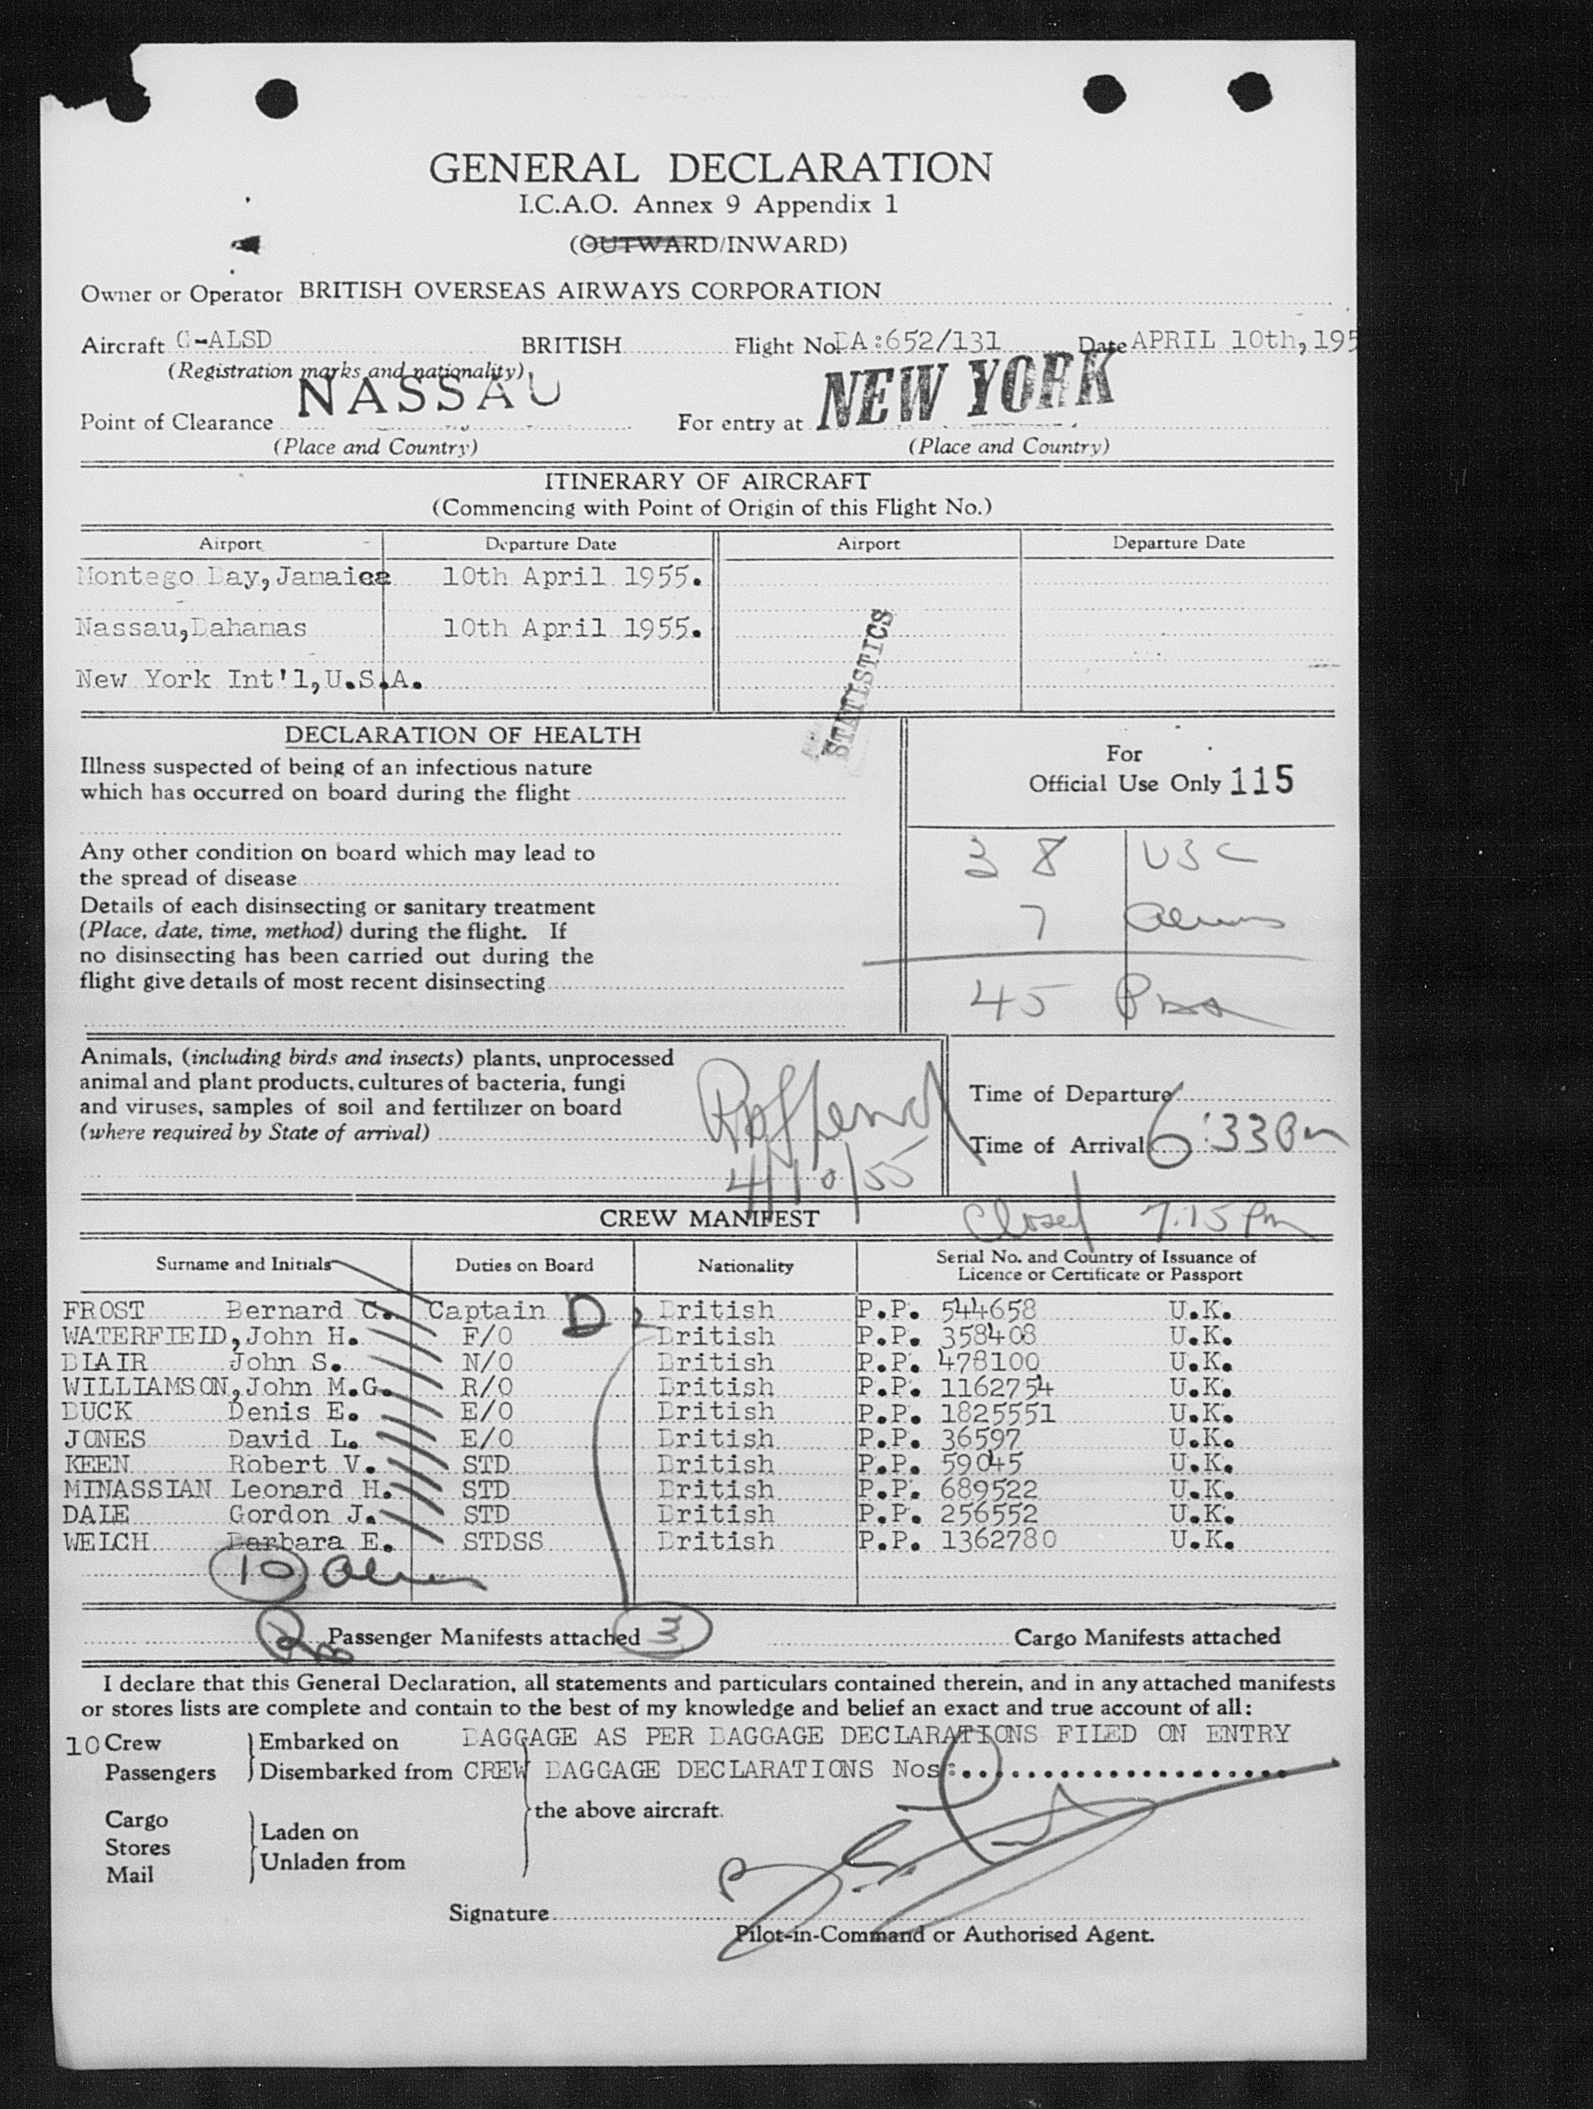 GENERAL DECLARATION
I.C.A.O. Annex 9 Appendix 1
(OUTWARD/INWARD)
Owner or Operator BRITISH OVERSEAS AIRWAYS CORPORATION
Aircraft G-ALSD BRITISH Flight No. BA:652/131 Date APRIL 10th, 195
(Registration marks and nationality)
Point of Clearance NASSAU For entry at NEW YORK
(Place and Country) (Place and Country)
ITINERARY OF AIRCRAFT
(Commencing with Point of Origin of this Flight No.)
Airport Departure Date Airport Departure Date
Montego Bay, Jamaica 10th April 1955.
Nassau, Bahamas 10th April 1955.
New York Int'l, U.S.A.
STATISTICS
DECLARATION OF HEALTH
Illness suspected of being of an infectious nature
which has occurred on board during the flight
Any other condition on board which may lead to
the spread of disease
Details of each disinsecting or sanitary treatment
(Place, date, time, method) during the flight. If
no disinsecting has been carried out during the
flight give details of most recent disinsecting
For
Official Use Only 115
38 USC
7 Aliens
45 Pax
Animals, (including birds and insects) plants, unprocessed
animal and plant products, cultures of bacteria, fungi
and viruses, samples of soil and fertilizer on board
(where required by State of arrival)
4/10/55
Time of Departure
Time of Arrival 6:33 Pm
Closed 7.15 Pm
CREW MANIFEST
Surname and Initials Duties on Board Nationality Serial No. and Country of Issuance of
Licence or Certificate or Passport
FROST Bernard C. Captain D British P.P. 544658 U.K.
WATERFIELD, John H. F/O British P.P. 358408 U.K.
BLAIR John S. N/O British P.P. 478100 U.K.
WILLIAMSON, John M.G. R/O British P.P. 1162754 U.K.
DUCK Denis E. E/O British P.P. 1825551 U.K.
JONES David L. E/O British P.P. 36597 U.K.
KEEN Robert V. STD British P.P. 59045 U.K.
MINASSIAN Leonard H. STD British P.P. 689522 U.K.
DALE Gordon J. STD British P.P. 256552 U.K.
WELCH Barbara E. STDSS British P.P. 1362780 U.K.
10 Aliens
Passenger Manifests attached 3 Cargo Manifests attached
I declare that this General Declaration, all statements and particulars contained therein, and in any attached manifests
or stores lists are complete and contain to the best of my knowledge and belief an exact and true account of all:
10 Crew Embarked on BAGGAGE AS PER BAGGAGE DECLARATIONS FILED ON ENTRY
Passengers Disembarked from CREW BAGGAGE DECLARATIONS Nos:....................
the above aircraft.
Cargo
Stores Laden on
Mail Unladen from
Signature
Pilot-in-Command or Authorised Agent.